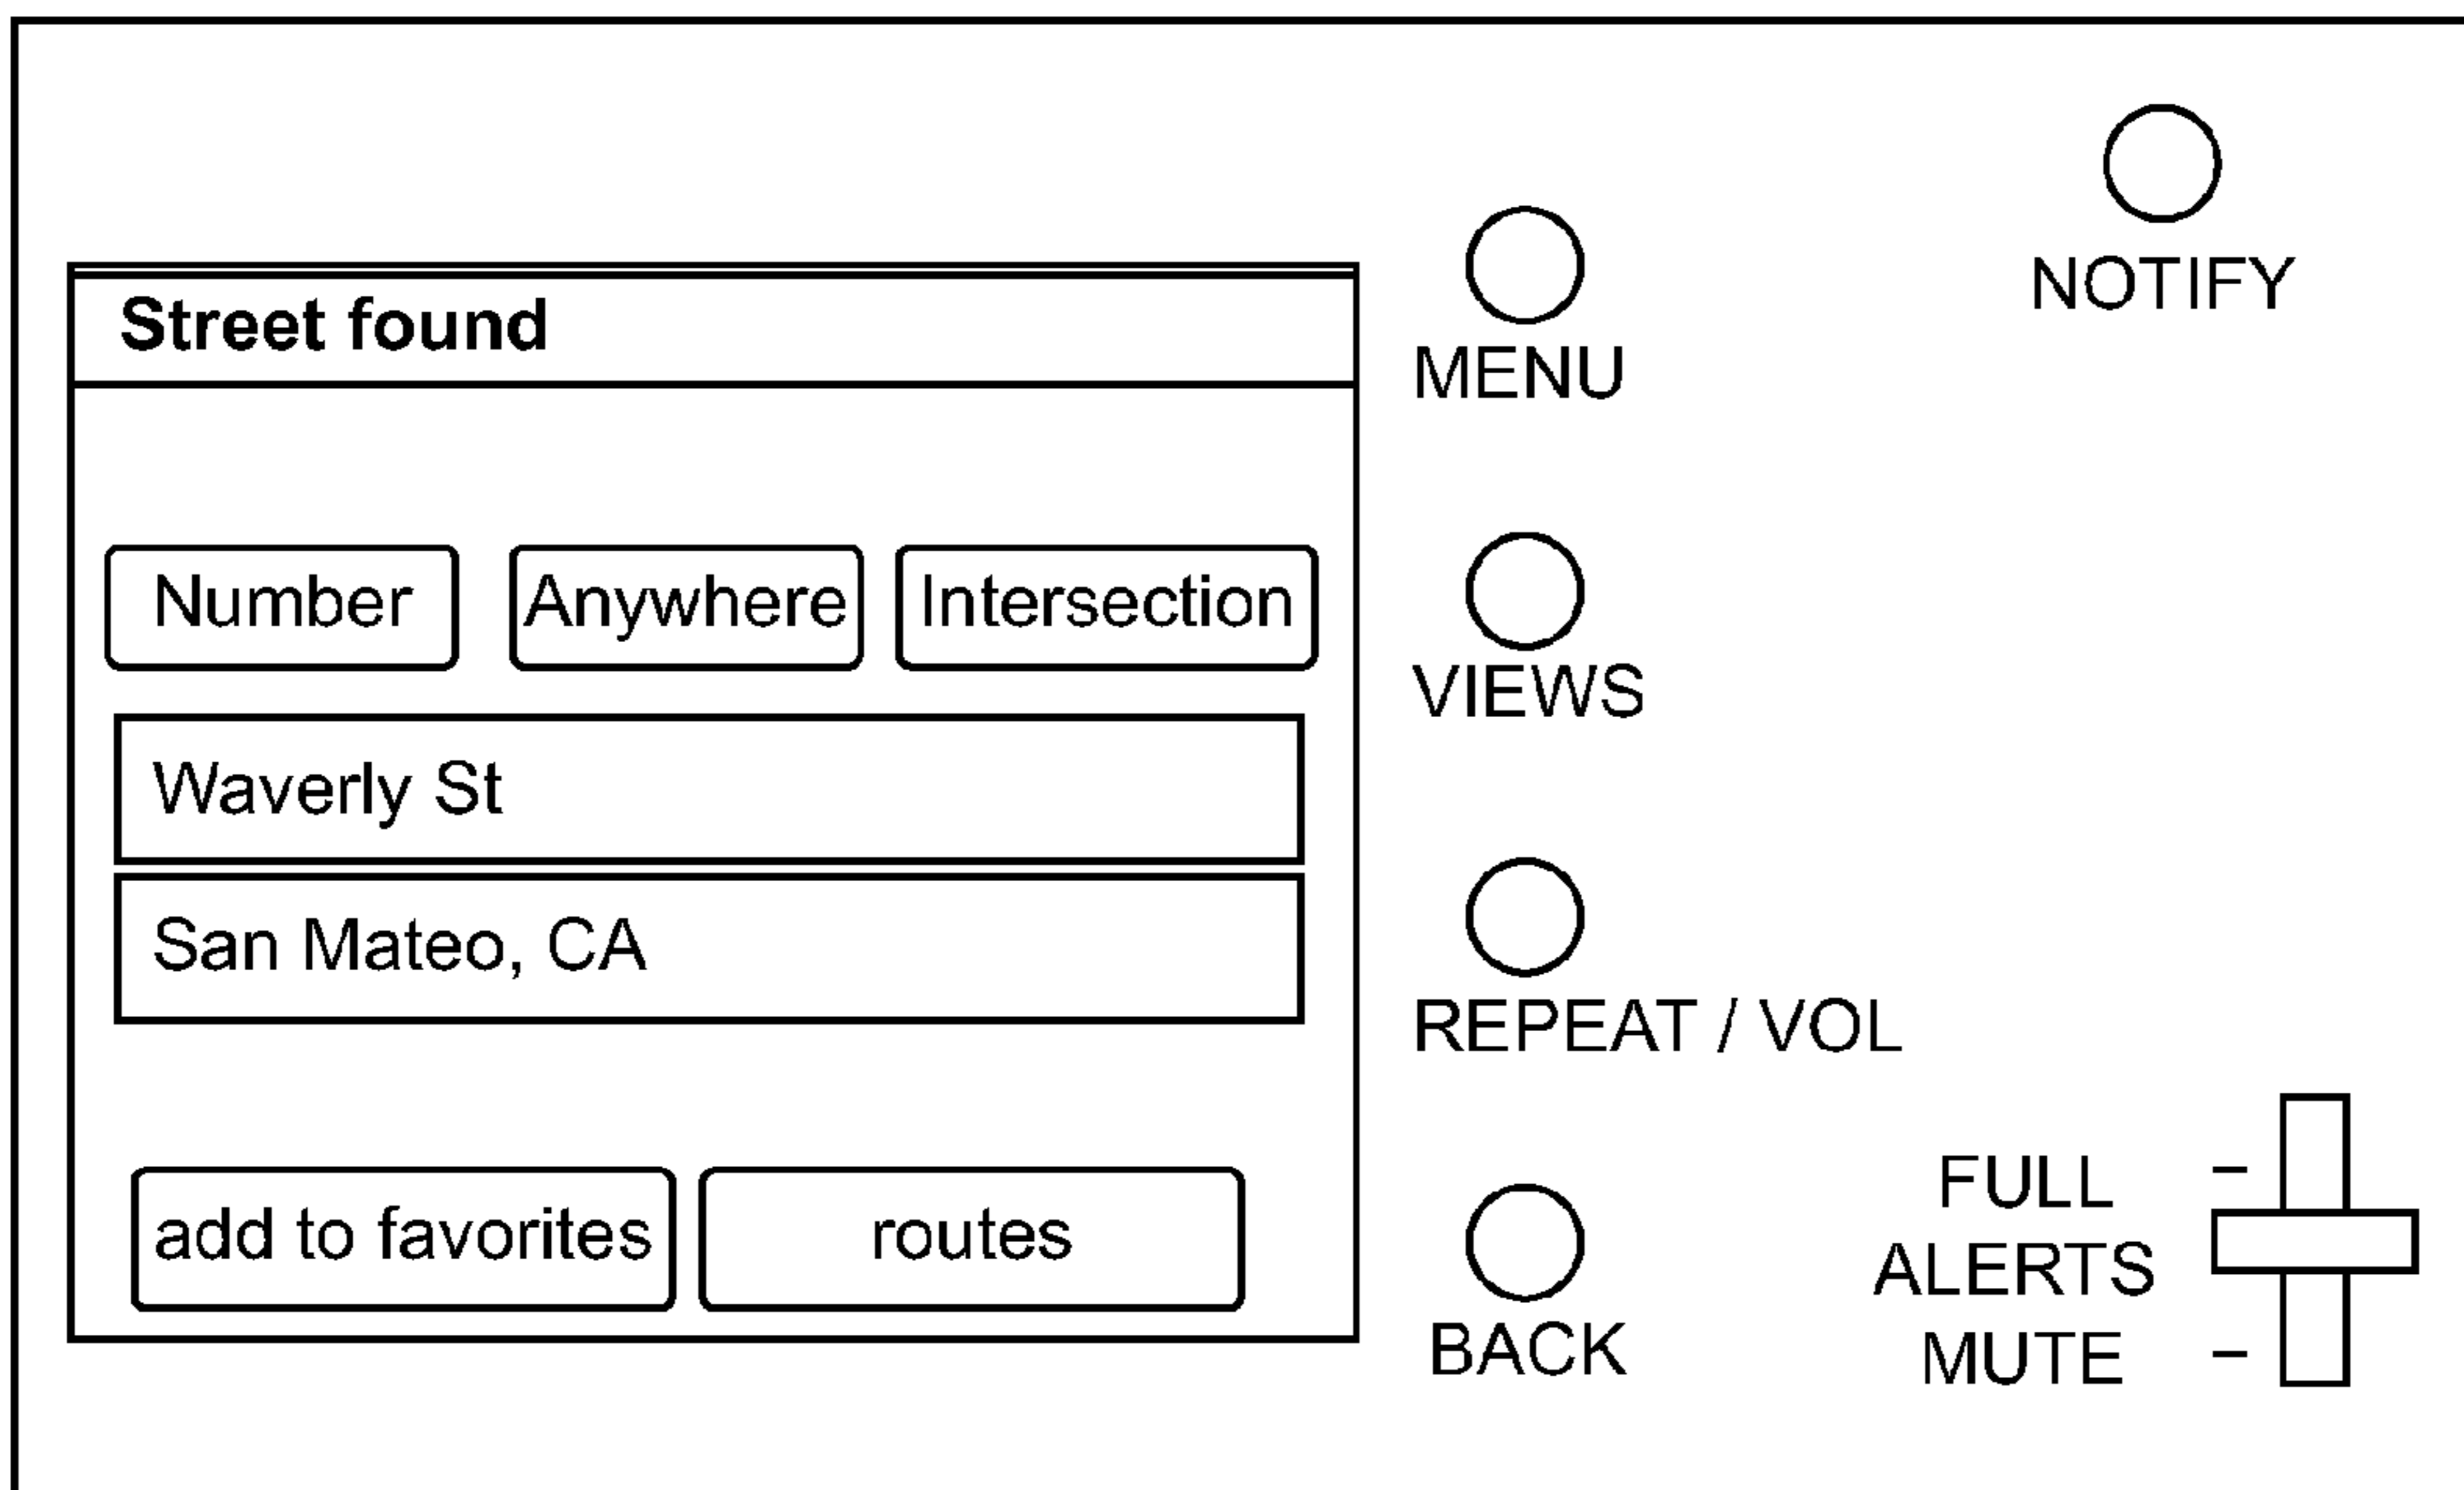 Street found
Number Anywhere Intersection
Waverly St
San Mateo, CA
add to favorites routes
MENU
VIEWS
REPEAT / VOL
BACK
NOTIFY
FULL –
ALERTS
MUTE –